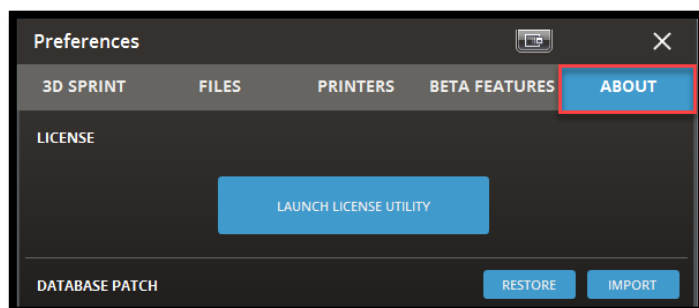 Preferences
3D SPRINT FILES PRINTERS BETA FEATURES ABOUT
LICENSE
LAUNCH LICENSE UTILITY
DATABASE PATCH RESTORE IMPORT